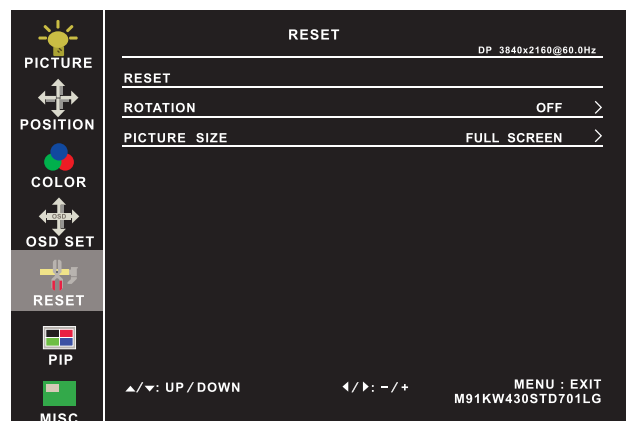 PICTURE
POSITION
COLOR
OSD
OSD SET
RESET
PIP
MISC
RESET
DP 3840x2160@60.0Hz
RESET
ROTATION OFF >
PICTURE SIZE FULL SCREEN >
▲/▼: UP/DOWN ◀/▶: −/+ MENU : EXIT
M91KW430STD701LG